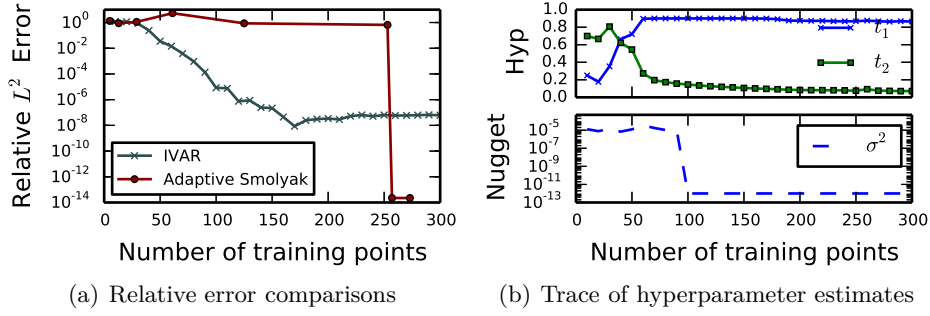 Relative L² Error
10⁰
10⁻²
10⁻⁴
10⁻⁶
10⁻⁸
10⁻¹⁰
10⁻¹²
10⁻¹⁴
IVAR
Adaptive Smolyak
0 50 100 150 200 250 300
Number of training points
(a) Relative error comparisons
Hyp
1.0
0.8
0.6
0.4
0.2
0.0
t₁
t₂
Nugget
10⁻⁵
10⁻⁷
10⁻⁹
10⁻¹¹
10⁻¹³
σ²
0 50 100 150 200 250 300
Number of training points
(b) Trace of hyperparameter estimates